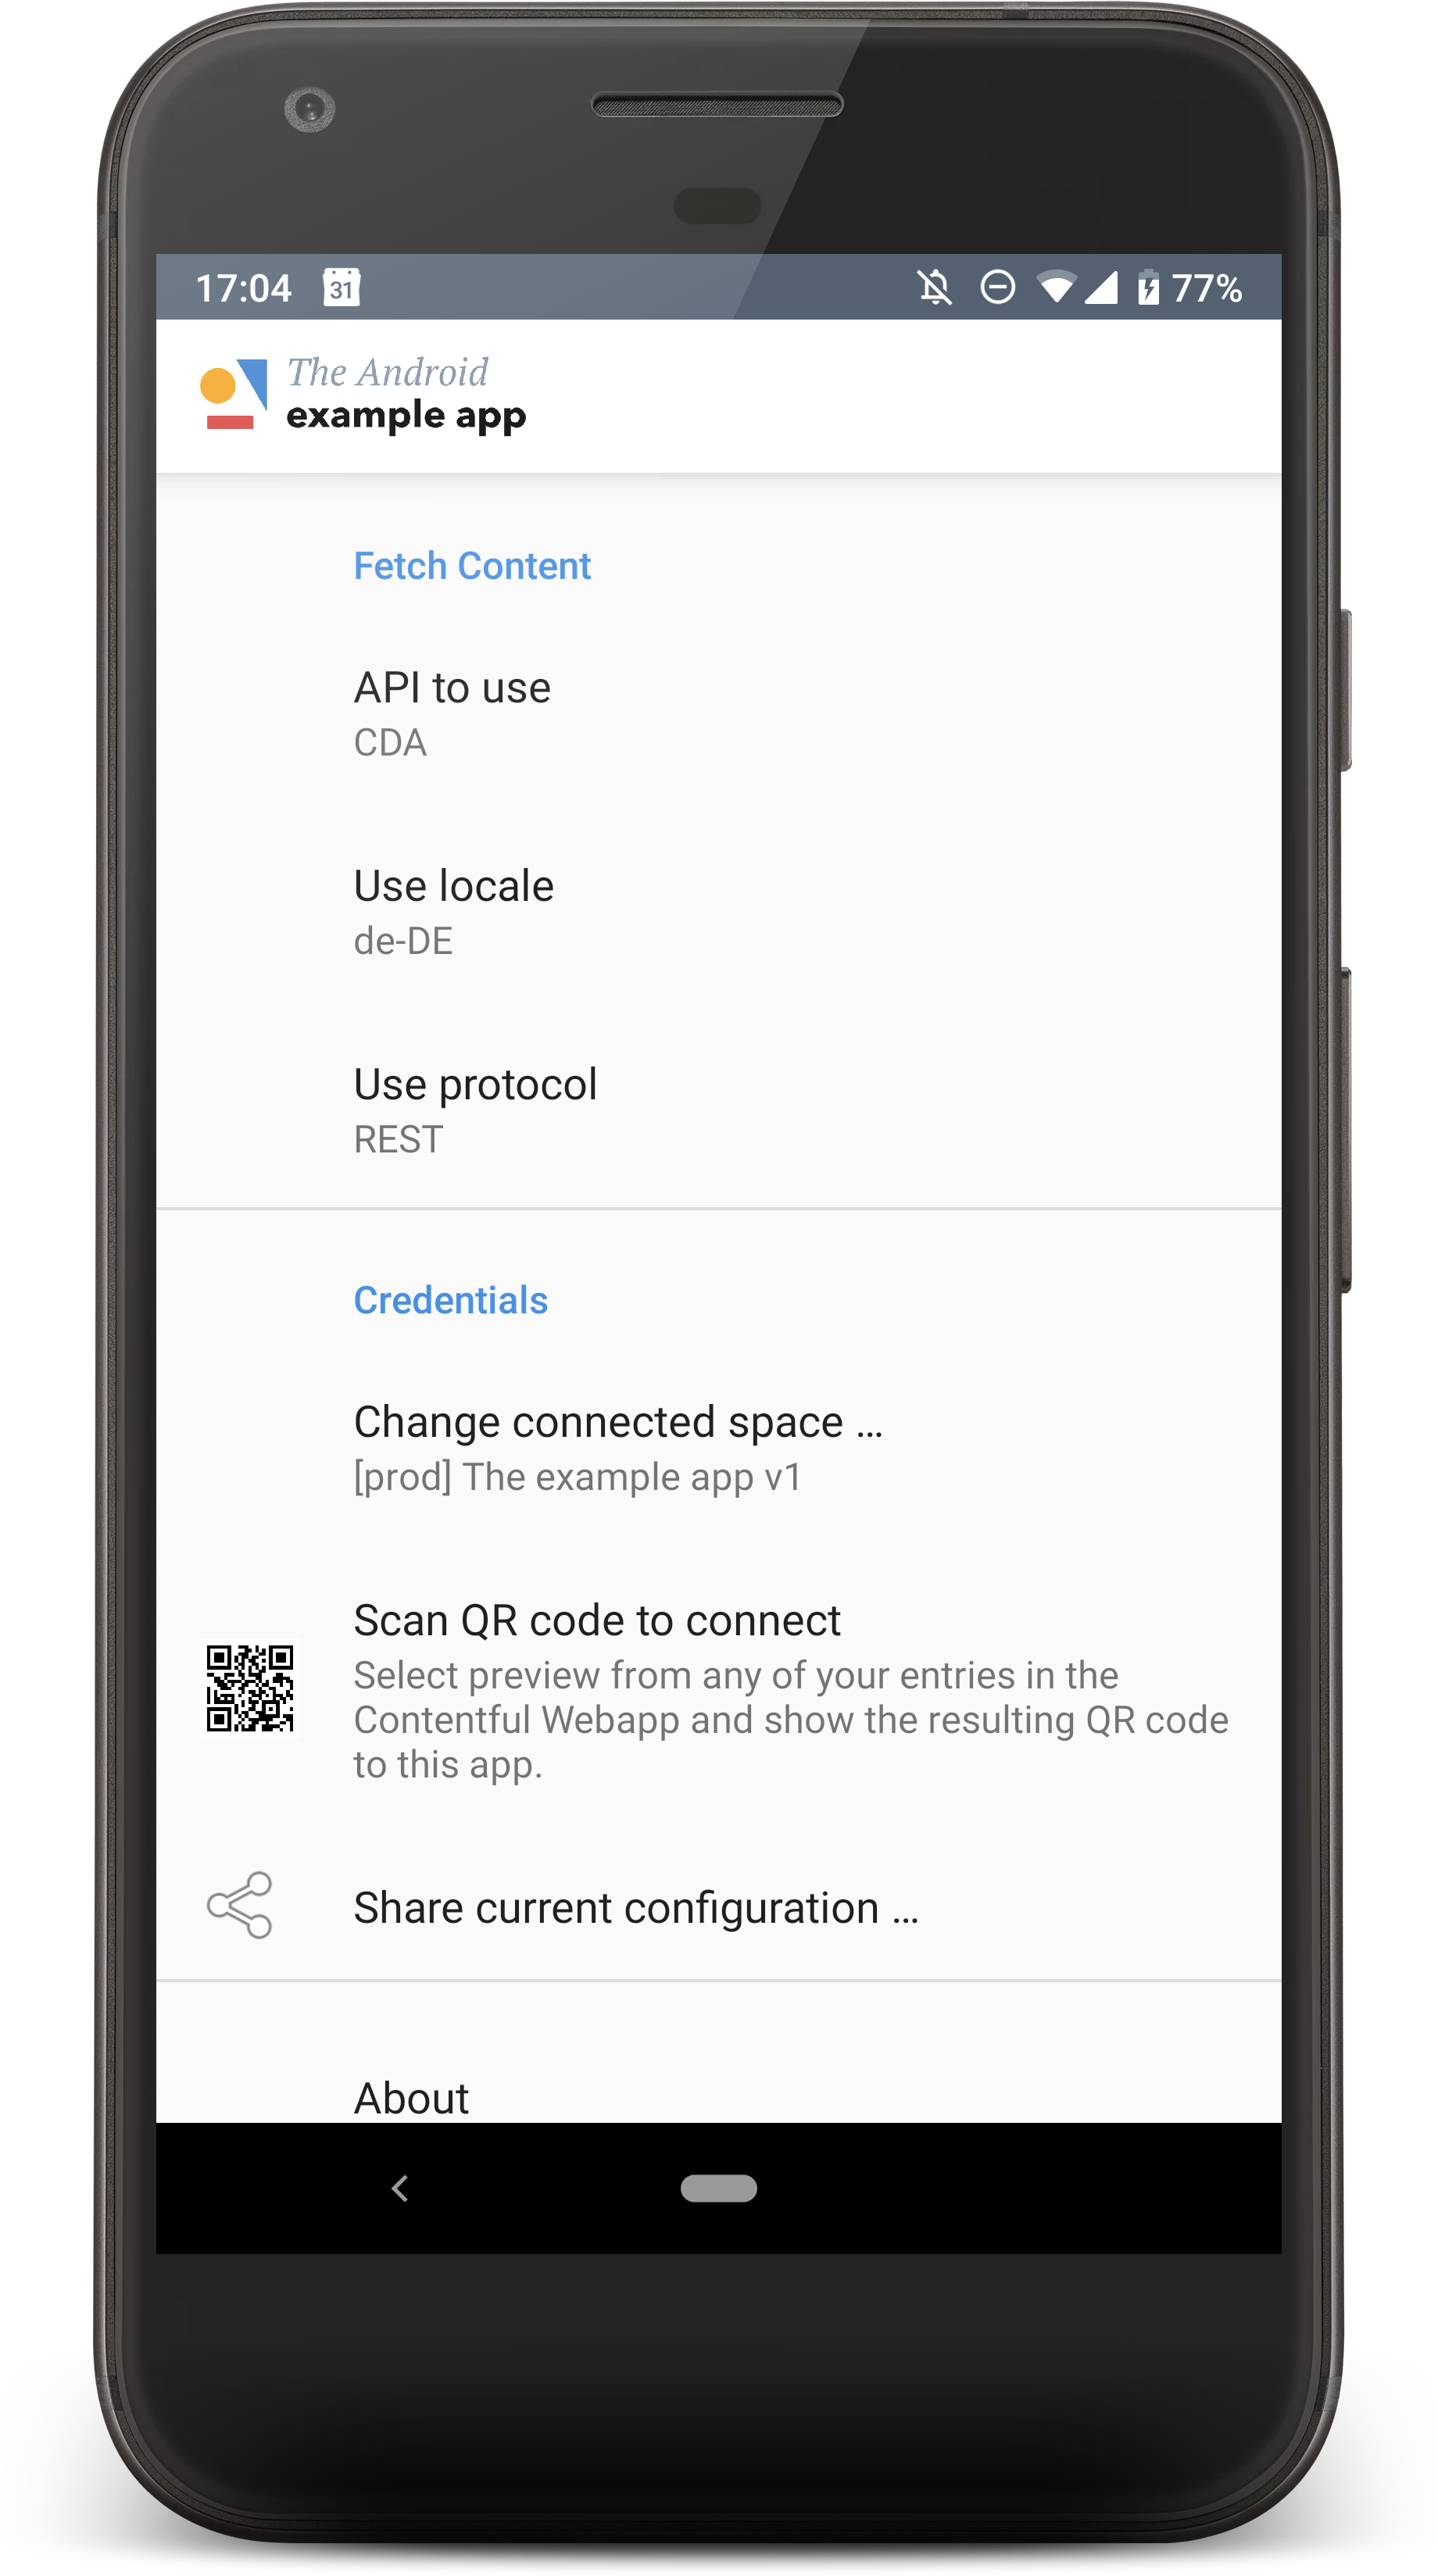 17:04 31 77%
The Android
example app
Fetch Content
API to use
CDA
Use locale
de-DE
Use protocol
REST
Credentials
Change connected space ...
[prod] The example app v1
Scan QR code to connect
Select preview from any of your entries in the
Contentful Webapp and show the resulting QR code
to this app.
Share current configuration ...
About